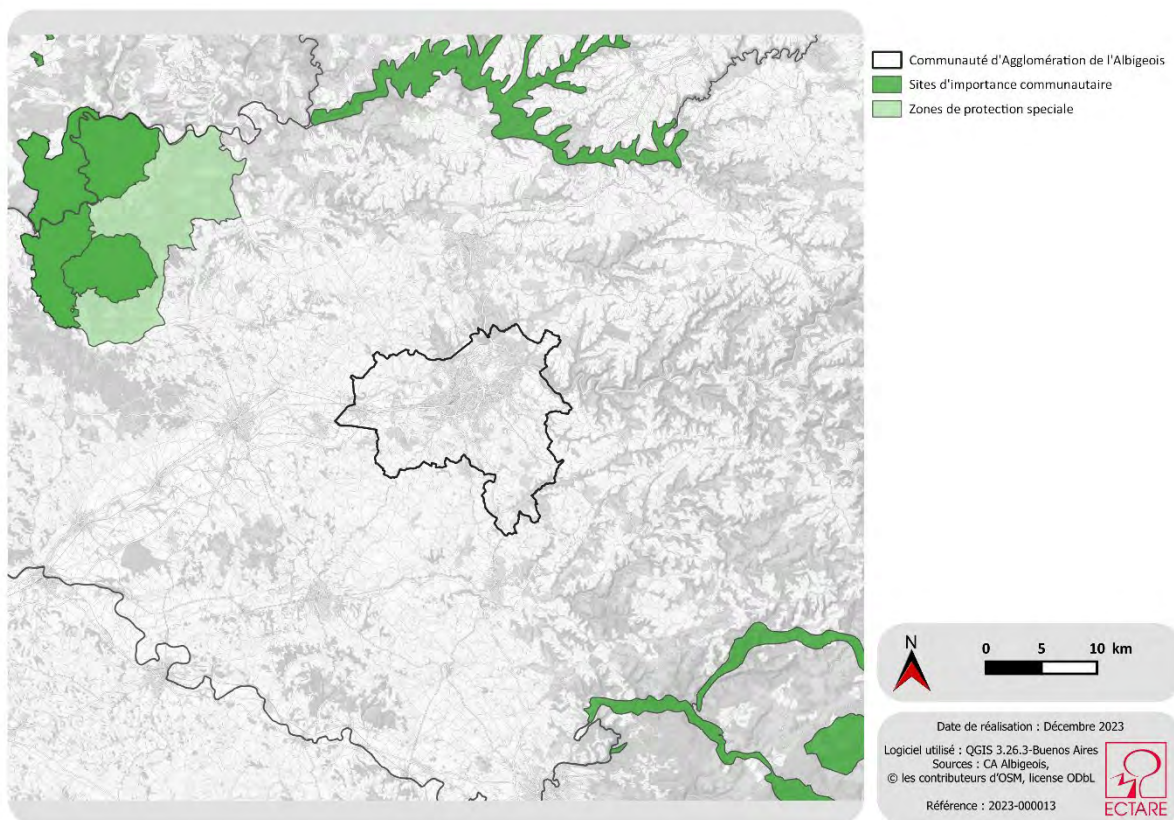 Communauté d'Agglomération de l'Albigeois
Sites d'importance communautaire
Zones de protection speciale
N
0 5 10 km
Date de réalisation : Décembre 2023
Logiciel utilisé : QGIS 3.26.3-Buenos Aires
Sources : CA Albigeois,
© les contributeurs d'OSM, license ODbL
Référence : 2023-000013
ECTARE